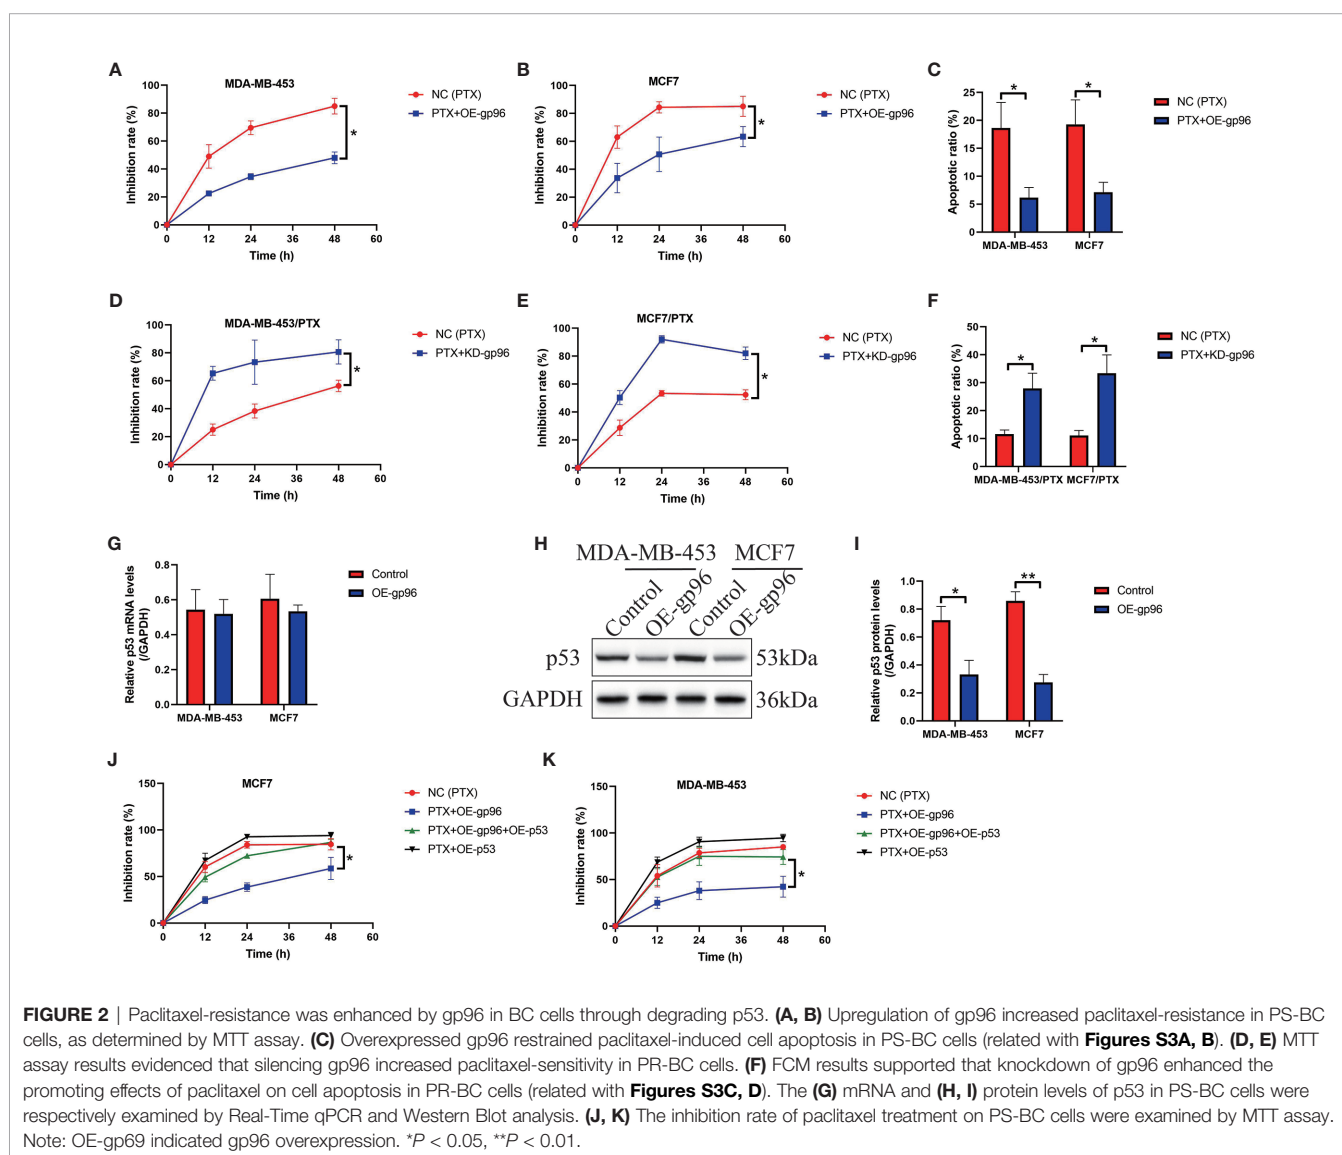 A
MDA-MB-453
Inhibition rate (%)
100
80
60
40
20
0
0 12 24 36 48 60
Time (h)
NC (PTX)
PTX+OE-gp96
*
B
MCF7
Inhibition rate (%)
100
80
60
40
20
0
0 12 24 36 48 60
Time (h)
NC (PTX)
PTX+OE-gp96
*
C
Apoptotic ratio (%)
25
20
15
10
5
0
* *
MDA-MB-453 MCF7
NC (PTX)
PTX+OE-gp96
D
MDA-MB-453/PTX
Inhibition rate (%)
100
80
60
40
20
0
0 12 24 36 48 60
Time (h)
NC (PTX)
PTX+KD-gp96
*
E
MCF7/PTX
Inhibition rate (%)
100
80
60
40
20
0
0 12 24 36 48 60
Time (h)
NC (PTX)
PTX+KD-gp96
*
F
Apoptotic ratio (%)
50
40
30
20
10
0
* *
MDA-MB-453/PTX MCF7/PTX
NC (PTX)
PTX+KD-gp96
G
Relative p53 mRNA levels
(/GAPDH)
0.8
0.6
0.4
0.2
0.0
MDA-MB-453 MCF7
Control
OE-gp96
H
MDA-MB-453 MCF7
Control OE-gp96 Control OE-gp96
p53 53kDa
GAPDH 36kDa
I
Relative p53 protein levels
(/GAPDH)
1.0
0.8
0.6
0.4
0.2
0.0
* **
MDA-MB-453 MCF7
Control
OE-gp96
J
MCF7
Inhibition rate (%)
150
100
50
0
0 12 24 36 48 60
Time (h)
NC (PTX)
PTX+OE-gp96
PTX+OE-gp96+OE-p53
PTX+OE-p53
*
K
MDA-MB-453
Inhibition rate (%)
150
100
50
0
0 12 24 36 48 60
Time (h)
NC (PTX)
PTX+OE-gp96
PTX+OE-gp96+OE-p53
PTX+OE-p53
*
FIGURE 2 | Paclitaxel-resistance was enhanced by gp96 in BC cells through degrading p53. (A, B) Upregulation of gp96 increased paclitaxel-resistance in PS-BC
cells, as determined by MTT assay. (C) Overexpressed gp96 restrained paclitaxel-induced cell apoptosis in PS-BC cells (related with Figures S3A, B). (D, E) MTT
assay results evidenced that silencing gp96 increased paclitaxel-sensitivity in PR-BC cells. (F) FCM results supported that knockdown of gp96 enhanced the
promoting effects of paclitaxel on cell apoptosis in PR-BC cells (related with Figures S3C, D). The (G) mRNA and (H, I) protein levels of p53 in PS-BC cells were
respectively examined by Real-Time qPCR and Western Blot analysis. (J, K) The inhibition rate of paclitaxel treatment on PS-BC cells were examined by MTT assay.
Note: OE-gp69 indicated gp96 overexpression. *P < 0.05, **P < 0.01.